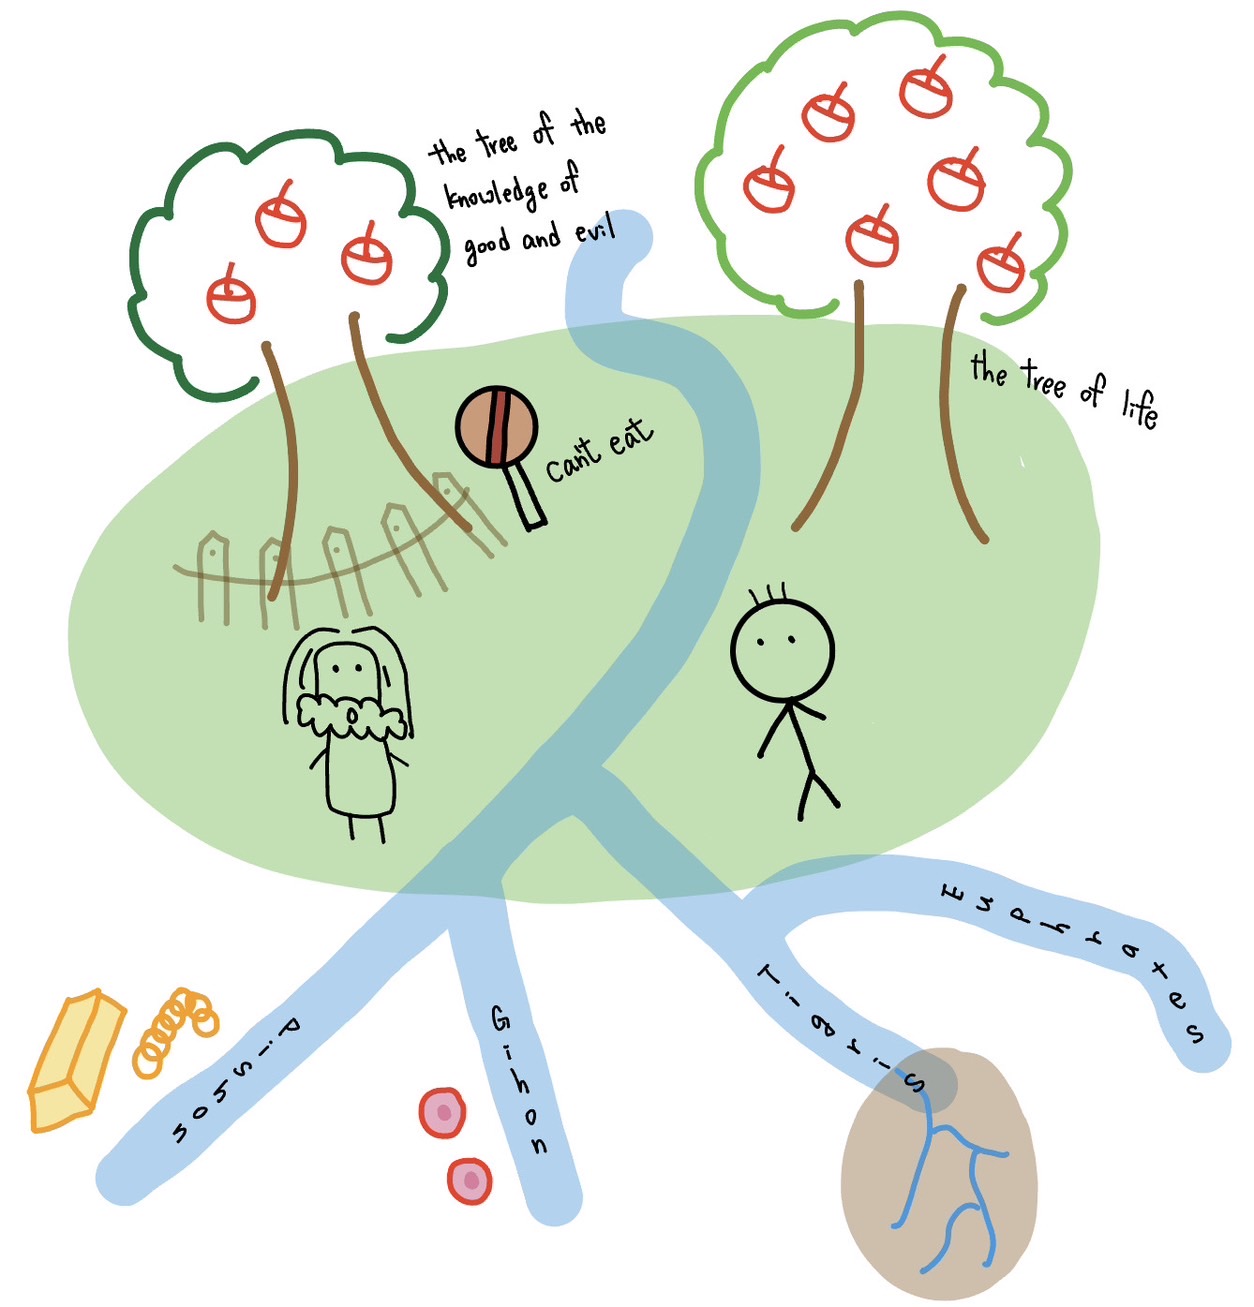 the tree of the
knowledge of
good and evil
the tree of life
can't eat
Euphrates
Tigris
Gihon
Pishon